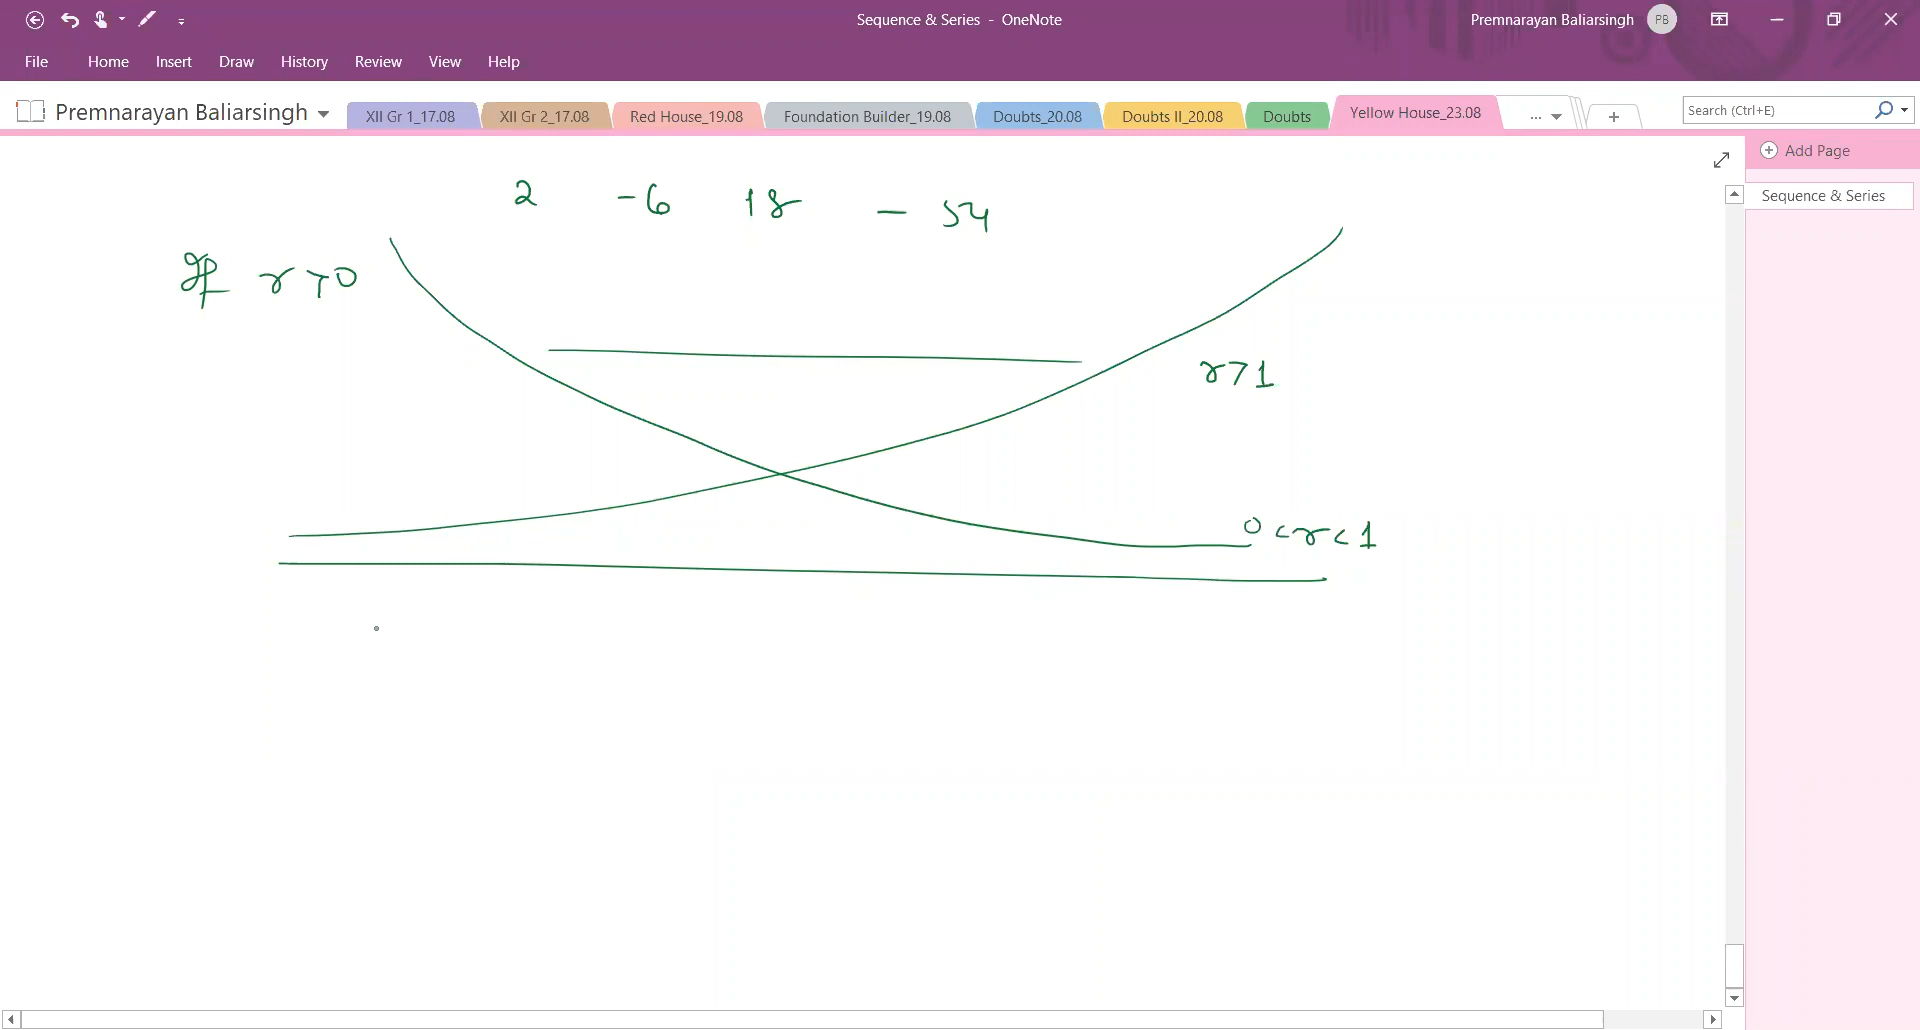 Sequence & Series - OneNote
Premnarayan Baliarsingh PB
File Home Insert Draw History Review View Help
Premnarayan Baliarsingh XII Gr 1_17.08 XII Gr 2_17.08 Red House_19.08 Foundation Builder_19.08 Doubts_20.08 Doubts II_20.08 Doubts Yellow House_23.08 ... + Search (Ctrl+E)
Add Page
Sequence & Series
2 -6 18 - 54
If r>0
r>1
0<r<1